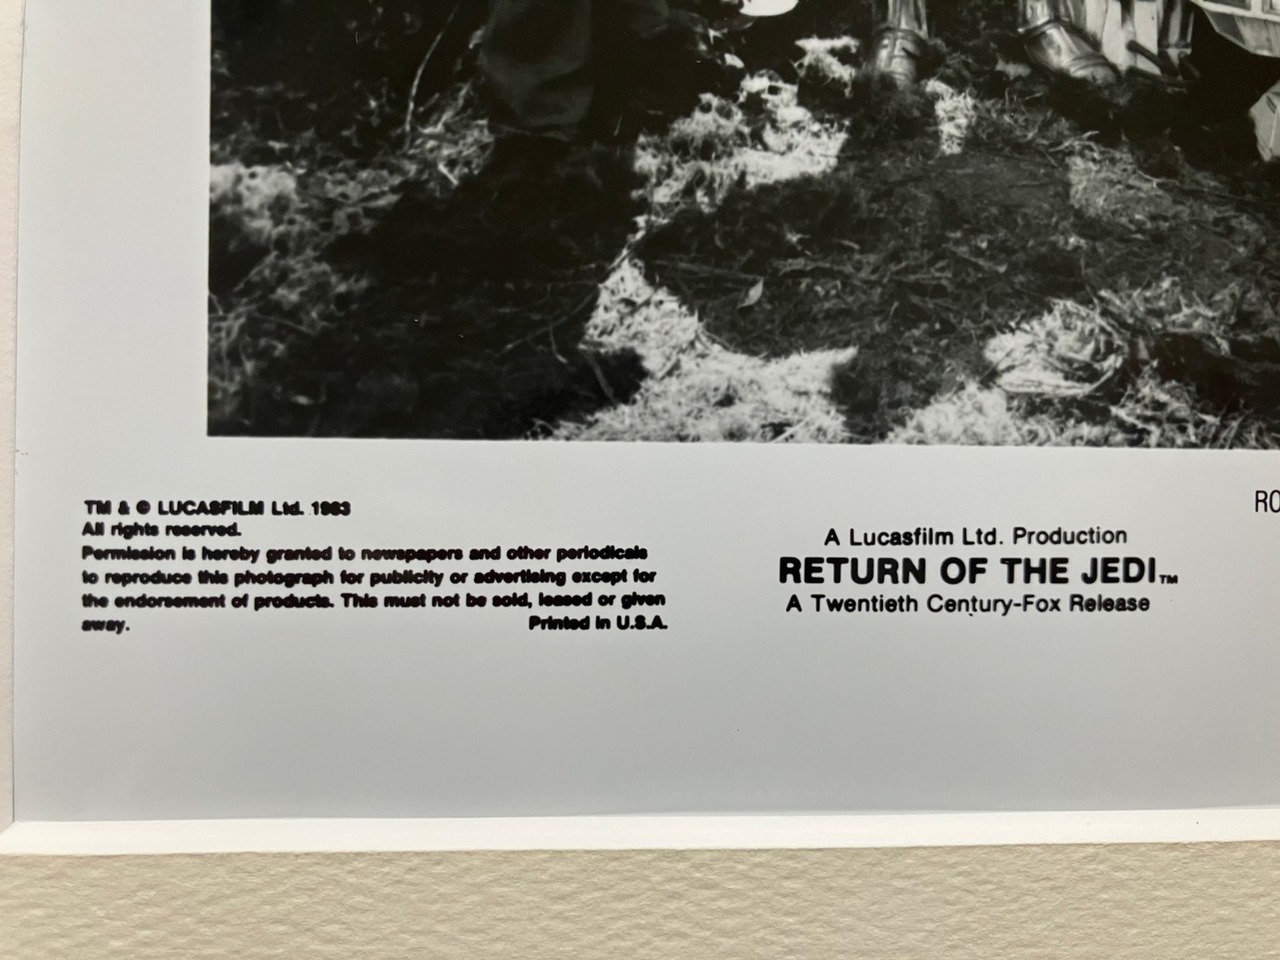 TM & © LUCASFILM Ltd. 1983
All rights reserved.
Permission is hereby granted to newspapers and other periodicals
to reproduce this photograph for publicity or advertising except for
the endorsement of products. This must not be sold, leased or given
away. Printed in U.S.A.
A Lucasfilm Ltd. Production
RETURN OF THE JEDI™
A Twentieth Century-Fox Release
RO